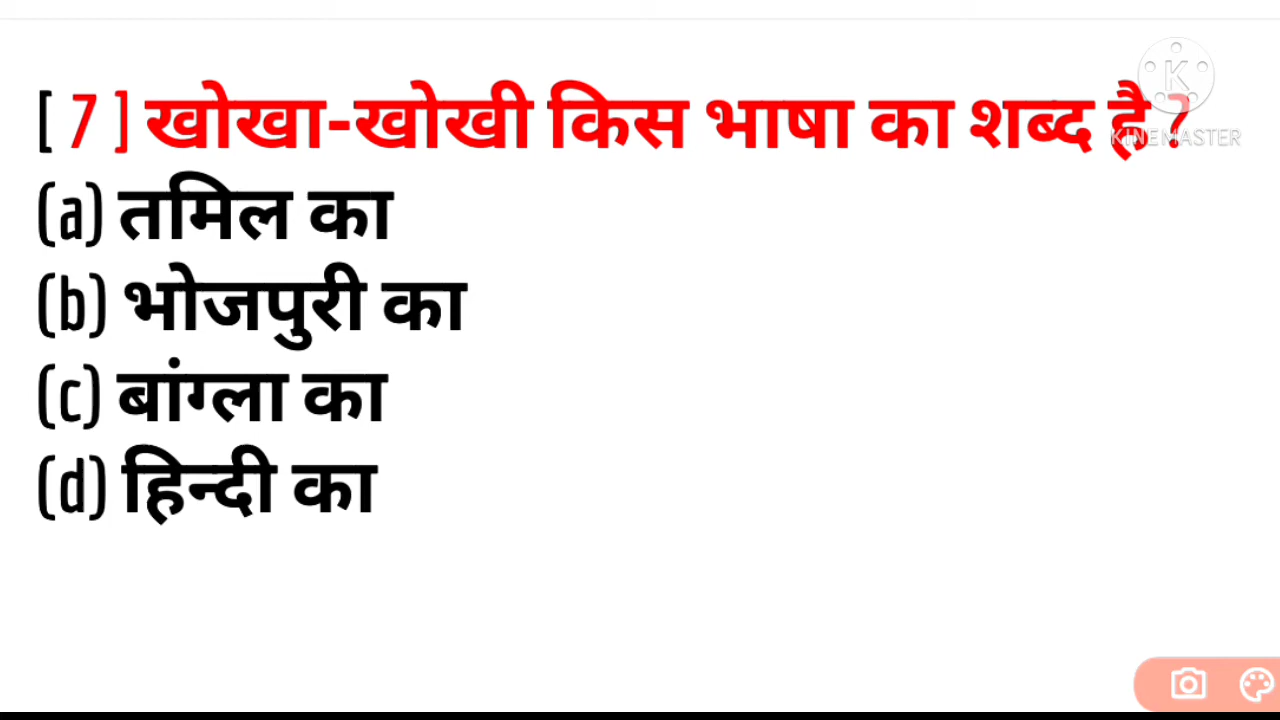 [ 7 ] खोखा-खोखी किस भाषा का शब्द है ?
KINEMASTER
(a) तमिल का
(b) भोजपुरी का
(c) बांग्ला का
(d) हिन्दी का